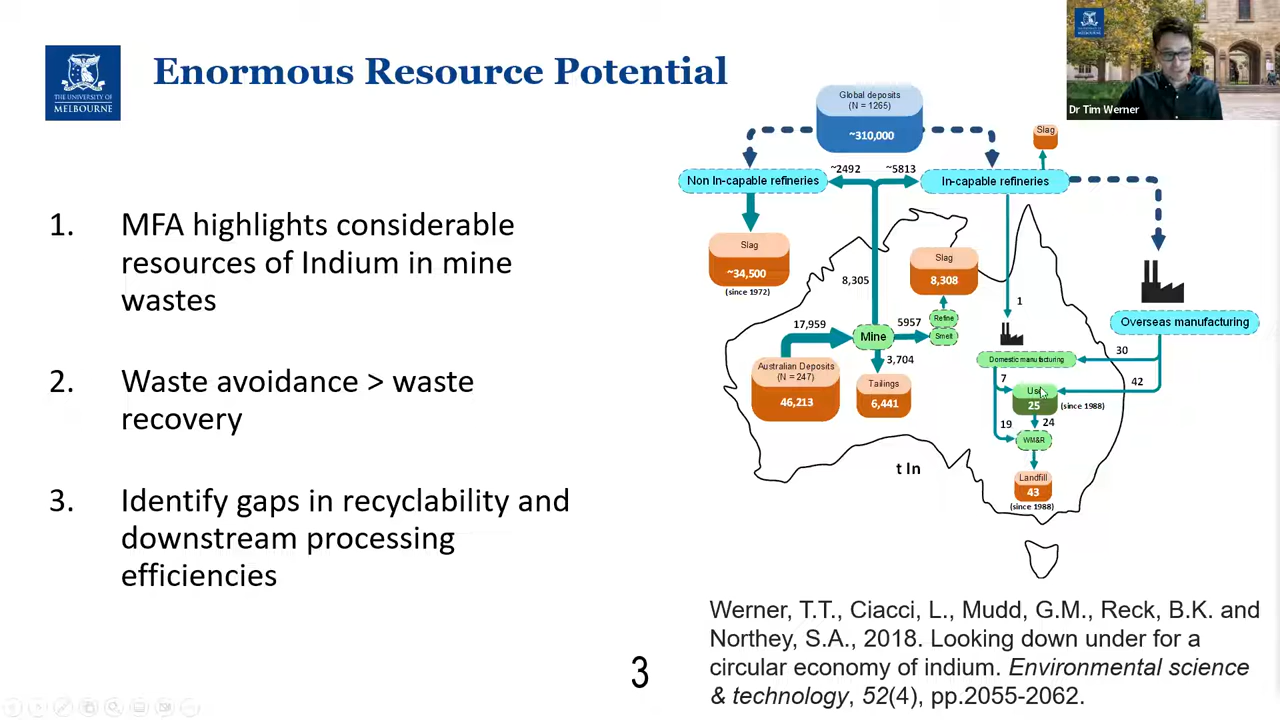 THE UNIVERSITY OF
MELBOURNE
Enormous Resource Potential
Dr Tim Werner
1. MFA highlights considerable
resources of Indium in mine
wastes
2. Waste avoidance > waste
recovery
3. Identify gaps in recyclability and
downstream processing
efficiencies
Global deposits
(N = 1265)
~310,000
Slag
~2492
~5813
Non In-capable refineries
In-capable refineries
Slag
~34,500
(since 1972)
Slag
8,308
8,305
1
Overseas manufacturing
17,959
Mine
5957
Refine
Smelt
3,704
Australian Deposits
(N = 247)
46,213
Tailings
6,441
Domestic manufacturing
30
7
42
25
(since 1988)
19
24
WM&R
t In
Landfill
43
(since 1988)
Werner, T.T., Ciacci, L., Mudd, G.M., Reck, B.K. and
Northey, S.A., 2018. Looking down under for a
circular economy of indium. Environmental science
& technology, 52(4), pp.2055-2062.
3